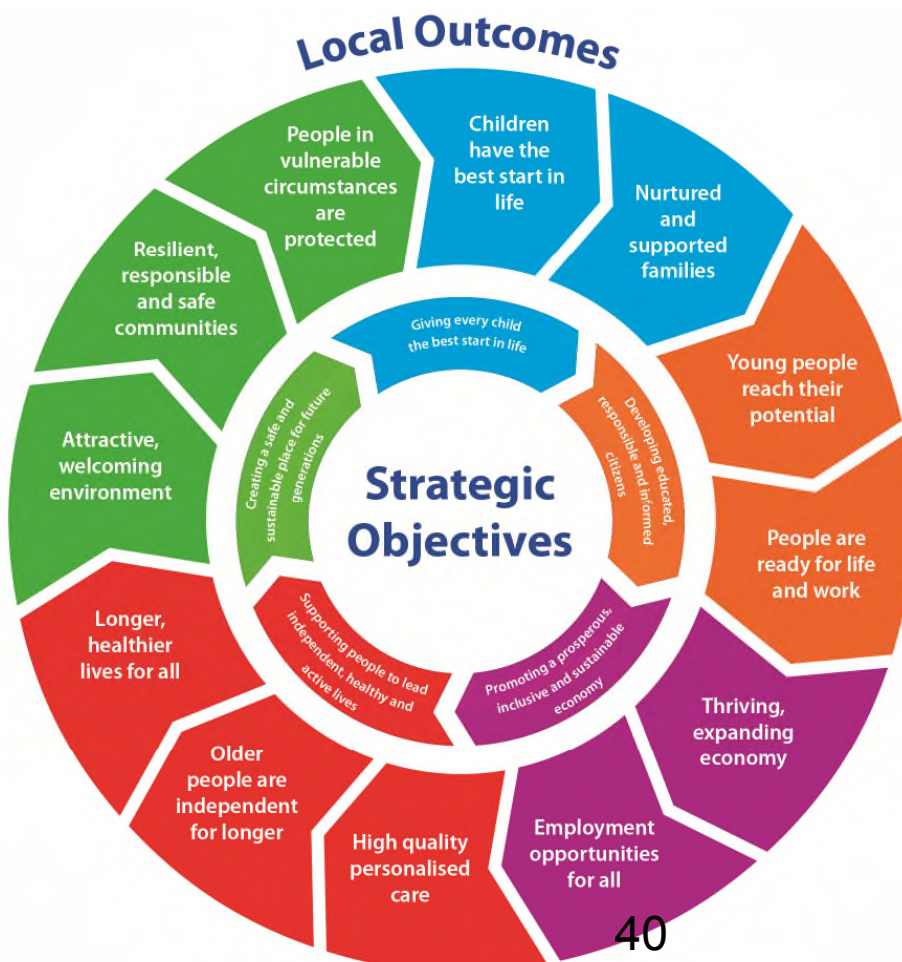 Local Outcomes
Children
have the
best start in
life
Nurtured
and
supported
families
Young people
reach their
potential
People are
ready for life
and work
Thriving,
expanding
economy
Employment
opportunities
for all
High quality
personalised
care
Older
people are
independent
for longer
Longer,
healthier
lives for all
Attractive,
welcoming
environment
Resilient,
responsible
and safe
communities
People in
vulnerable
circumstances
are
protected
Giving every child
the best start in life
Developing educated,
responsible and informed
citizens
Promoting a prosperous,
inclusive and sustainable
economy
Supporting people to lead
independent, healthy and
active lives
Creating a safe and
sustainable place for future
generations
Strategic
Objectives
40